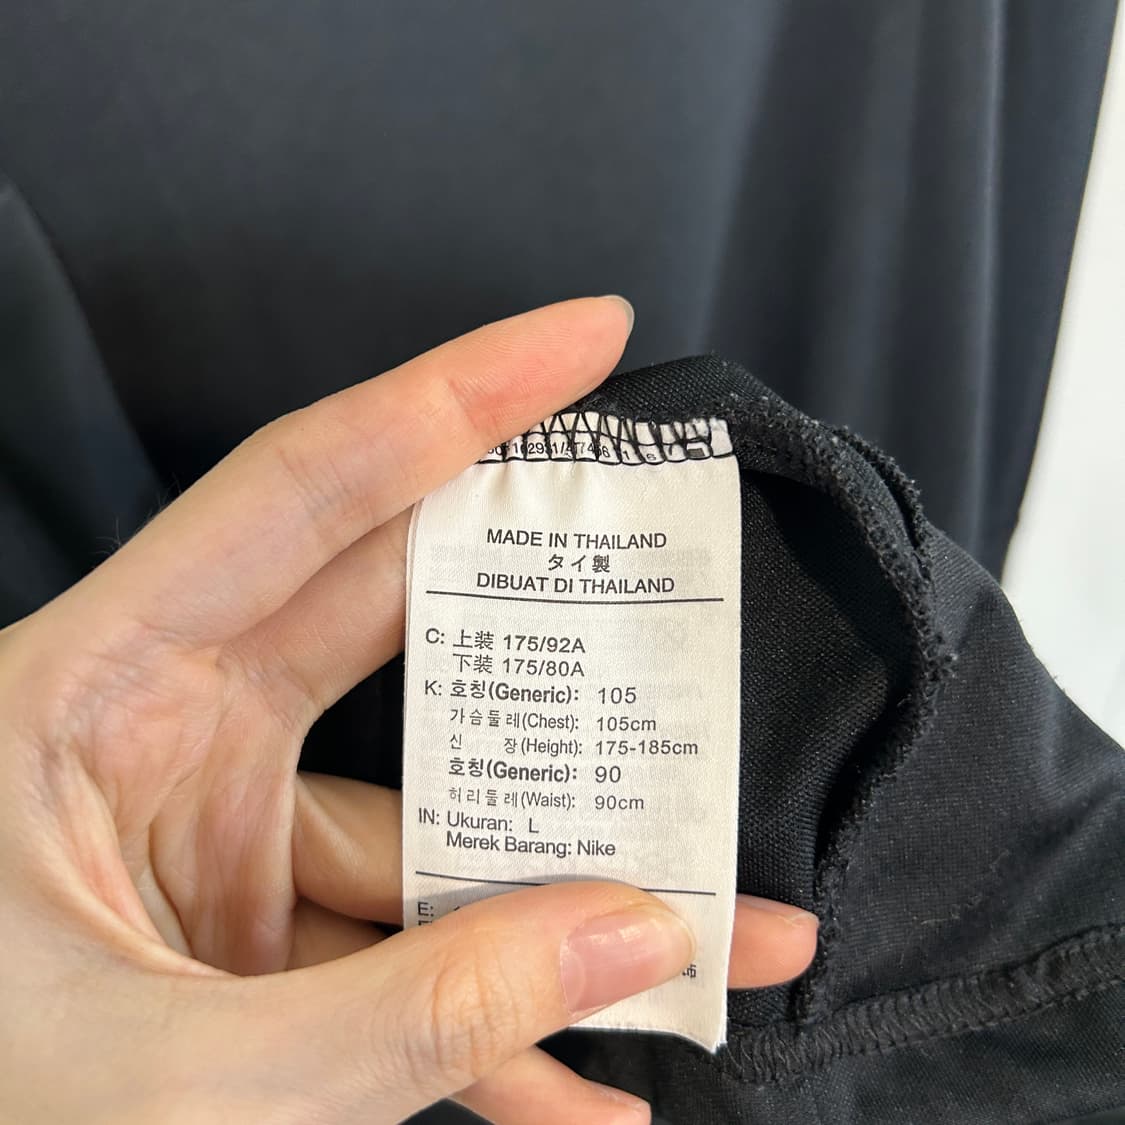 MADE IN THAILAND
タイ製
DIBUAT DI THAILAND
C: 上装 175/92A
下装 175/80A
K: 호칭(Generic): 105
가슴둘레(Chest): 105cm
신 장(Height): 175-185cm
호칭(Generic): 90
허리둘레(Waist): 90cm
IN: Ukuran: L
Merek Barang: Nike
E: